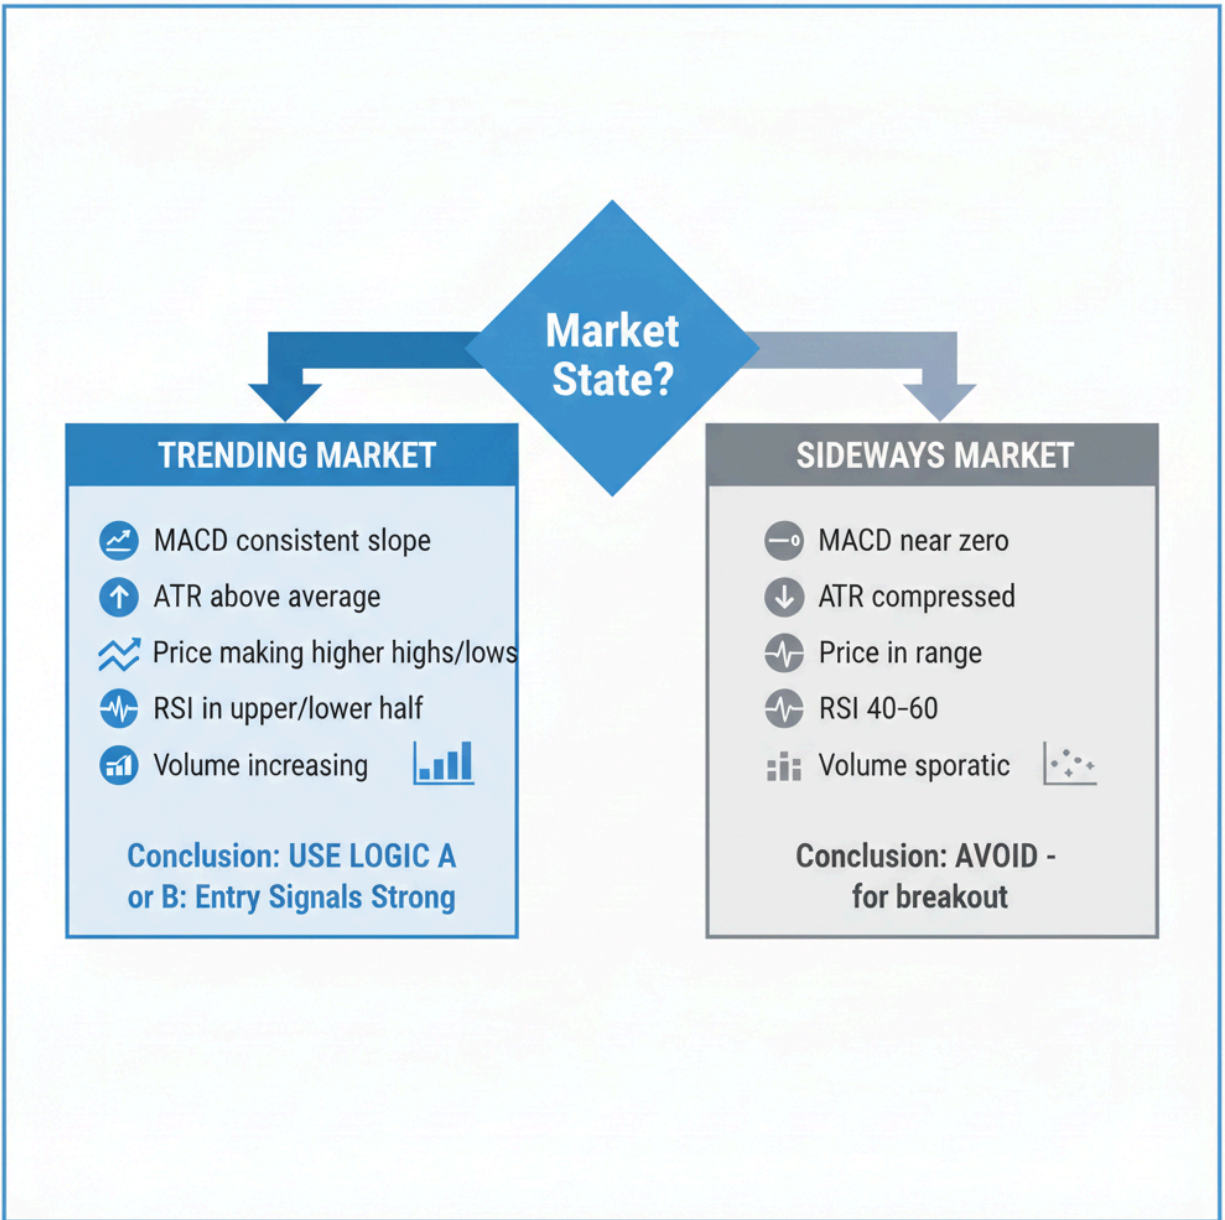 Market
State?
TRENDING MARKET
MACD consistent slope
ATR above average
Price making higher highs/lows
RSI in upper/lower half
Volume increasing
Conclusion: USE LOGIC A
or B: Entry Signals Strong
SIDEWAYS MARKET
MACD near zero
ATR compressed
Price in range
RSI 40–60
Volume sporatic
Conclusion: AVOID -
for breakout